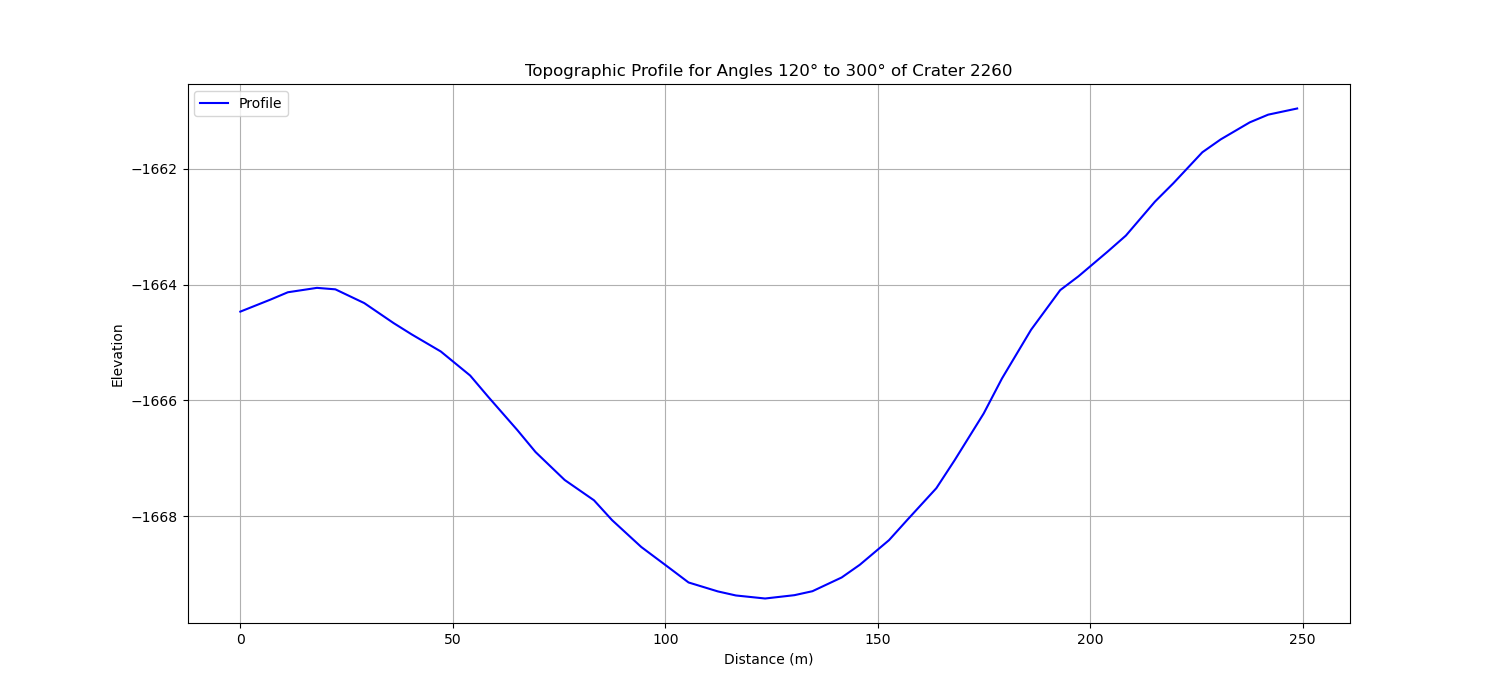 Topographic Profile for Angles 120° to 300° of Crater 2260
Profile
−1662
−1664
−1666
−1668
Elevation
0 50 100 150 200 250
Distance (m)